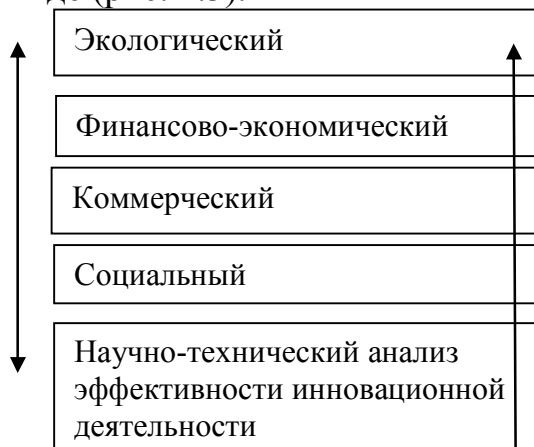 Экологический
Финансово-экономический
Коммерческий
Социальный
Научно-технический анализ
эффективности инновационной
деятельности